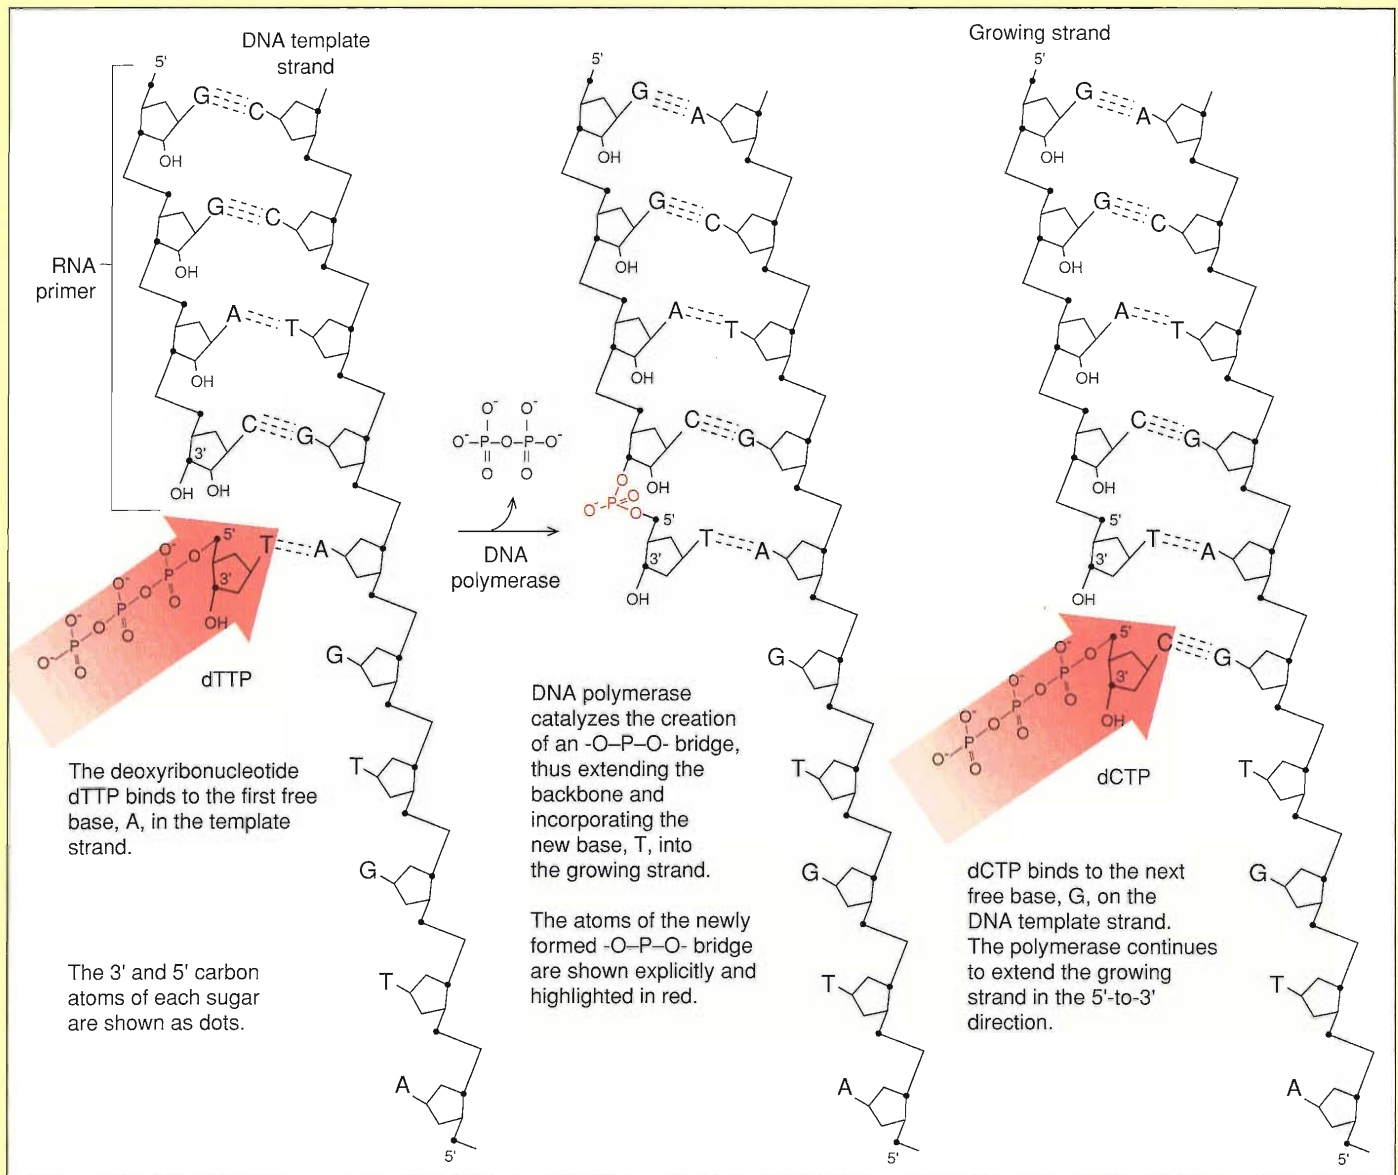 DNA template
strand
5'
G C
OH
G C
OH
RNA
primer
A T
OH
C G
3'
OH OH
5'
T A
3'
OH
O⁻ O⁻ O⁻
O⁻ P O P O P O
O O O
dTTP
G
T
G
T
A
5'
The deoxyribonucleotide
dTTP binds to the first free
base, A, in the template
strand.
The 3' and 5' carbon
atoms of each sugar
are shown as dots.
O⁻ O⁻
O⁻–P–O–P–O⁻
O O
DNA
polymerase
5'
G A
OH
G C
OH
A T
OH
C G
O OH
O⁻–P=O
O 5'
T A
3'
OH
G
T
G
T
A
5'
DNA polymerase
catalyzes the creation
of an -O–P–O- bridge,
thus extending the
backbone and
incorporating the
new base, T, into
the growing strand.
The atoms of the newly
formed -O–P–O- bridge
are shown explicitly and
highlighted in red.
Growing strand
5'
G A
OH
G C
OH
A T
OH
C G
OH
5'
T A
3'
OH
5'
C G
3'
OH
O⁻ O⁻ O⁻
O⁻ P O P O P O
O O O
dCTP
T
G
T
A
5'
dCTP binds to the next
free base, G, on the
DNA template strand.
The polymerase continues
to extend the growing
strand in the 5'-to-3'
direction.